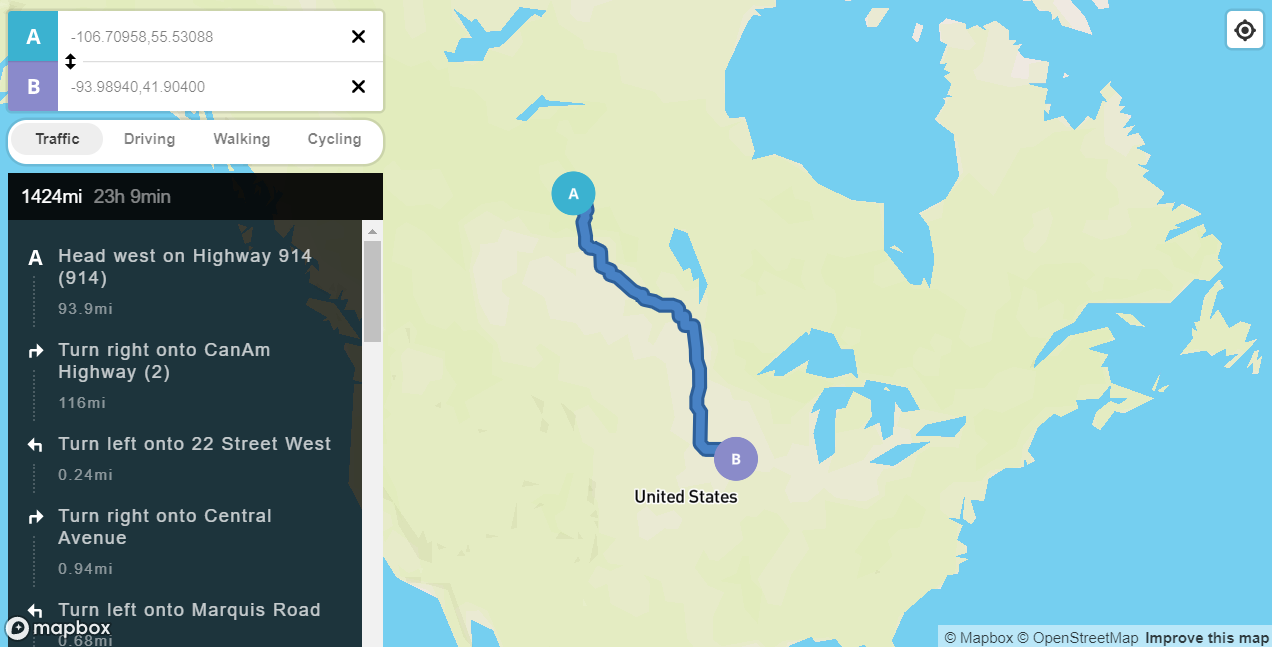 A
-106.70958,55.53088
B
-93.98940,41.90400
Traffic Driving Walking Cycling
1424mi 23h 9min
A Head west on Highway 914
(914)
93.9mi
Turn right onto CanAm
Highway (2)
116mi
Turn left onto 22 Street West
0.24mi
Turn right onto Central
Avenue
0.94mi
Turn left onto Marquis Road
0.68mi
mapbox
A
B
United States
© Mapbox © OpenStreetMap Improve this map